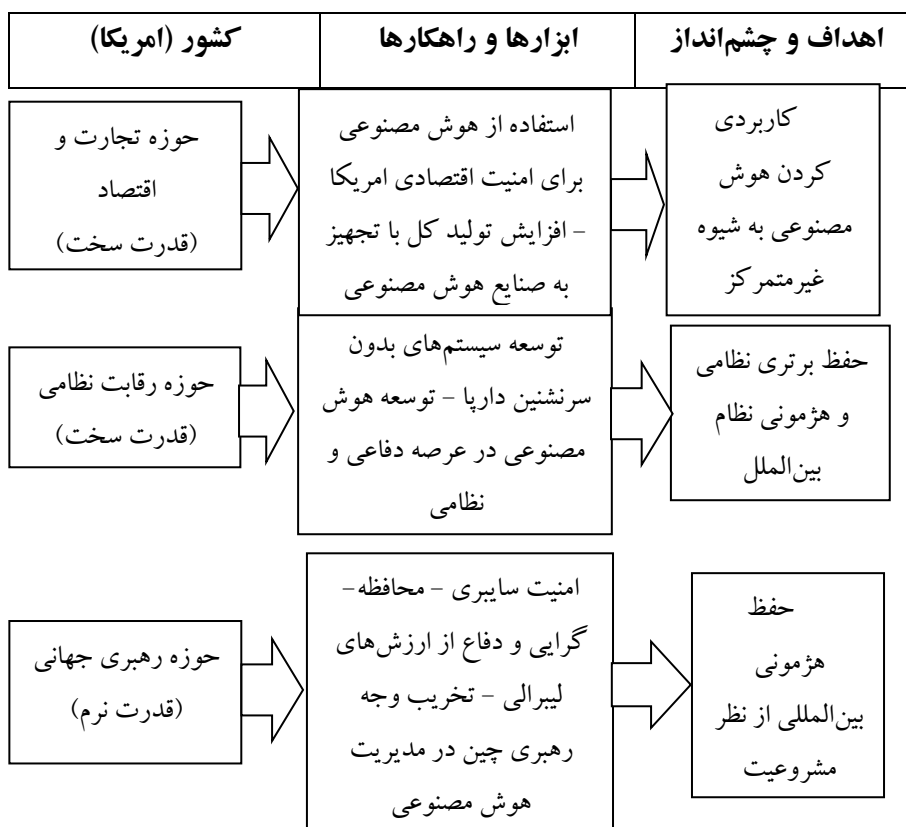 کشور (امریکا)
ابزارها و راهکارها
اهداف و چشم‌انداز
حوزه تجارت و
اقتصاد
(قدرت سخت)
استفاده از هوش مصنوعی
برای امنیت اقتصادی امریکا
– افزایش تولید کل با تجهیز
به صنایع هوش مصنوعی
کاربردی
کردن هوش
مصنوعی به شیوه
غیرمتمرکز
حوزه رقابت نظامی
(قدرت سخت)
توسعه سیستم‌های بدون
سرنشنین دارپا – توسعه هوش
مصنوعی در عرصه دفاعی و
نظامی
حفظ برتری نظامی
و هژمونی نظام
بین‌الملل
حوزه رهبری جهانی
(قدرت نرم)
امنیت سایبری – محافظه–
گرایی و دفاع از ارزش‌های
لیبرالی – تخریب وجه
رهبری چین در مدیریت
هوش مصنوعی
حفظ
هژمونی
بین‌المللی از نظر
مشروعیت